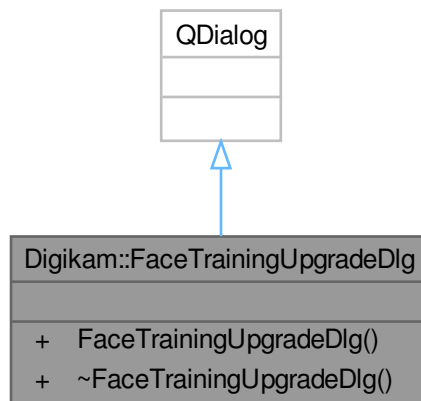 QDialog
Digikam::FaceTrainingUpgradeDlg
+ FaceTrainingUpgradeDlg()
+ ~FaceTrainingUpgradeDlg()